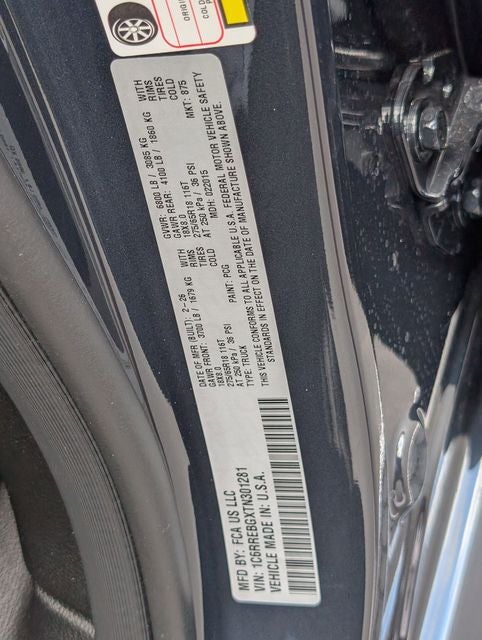 ORIGI
COLD
MFD BY: FCA US LLC
VIN: 1C6RREBGXTN301281
VEHICLE MADE IN: U.S.A.
DATE OF MFR (BUILT): 2-26
GVWR: 6800 LB / 3085 KG
GAWR FRONT: 3700 LB / 1679 KG WITH
GAWR REAR: 4100 LB / 1860 KG WITH
18X8.0 RIMS
18X8.0 RIMS
275/65R18 116T TIRES
275/65R18 116T TIRES
AT 250 kPa / 36 PSI COLD
AT 250 kPa / 36 PSI COLD
TYPE: TRUCK
PAINT: PCG
MDH: 022015
MKT: 875
THIS VEHICLE CONFORMS TO ALL APPLICABLE U.S.A. FEDERAL MOTOR VEHICLE SAFETY
STANDARDS IN EFFECT ON THE DATE OF MANUFACTURE SHOWN ABOVE.